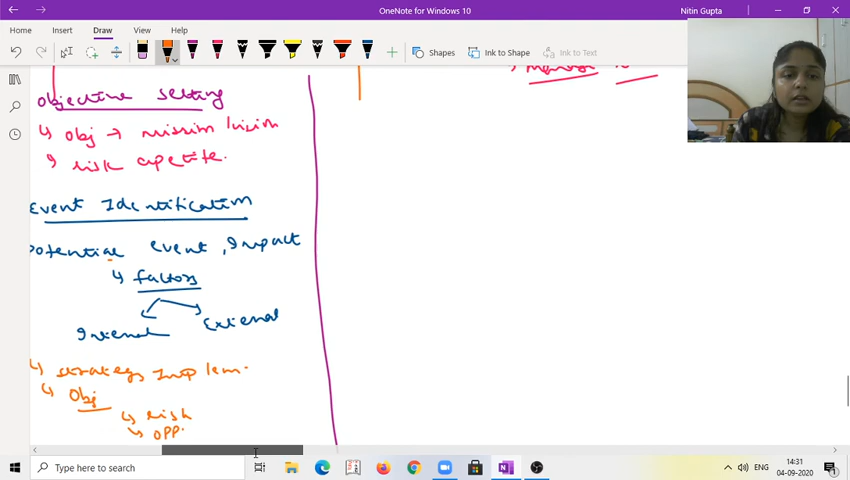 OneNote for Windows 10
Nitin Gupta
Home Insert Draw View Help
Shapes Ink to Shape Ink to Text
Objective setting
obj → mission vision
risk apetite.
Event Identification
Potential event, Impact
factors
Internal External
strategy Implem.
Obj
risk
opp.
Type here to search
ENG
14:31
04-09-2020